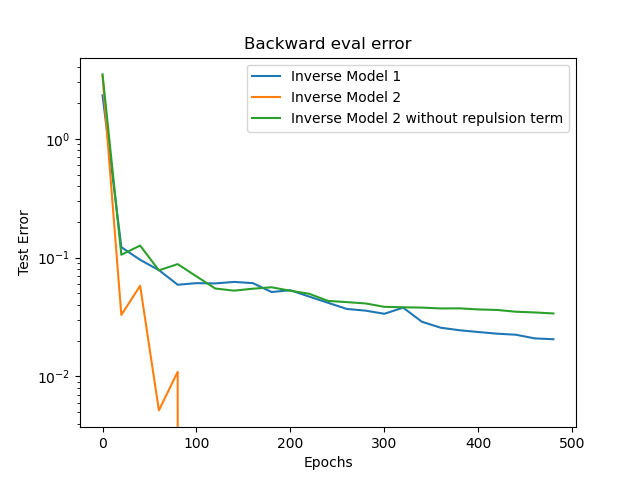 Backward eval error
Inverse Model 1
Inverse Model 2
Inverse Model 2 without repulsion term
Test Error
10⁰
10⁻¹
10⁻²
0 100 200 300 400 500
Epochs